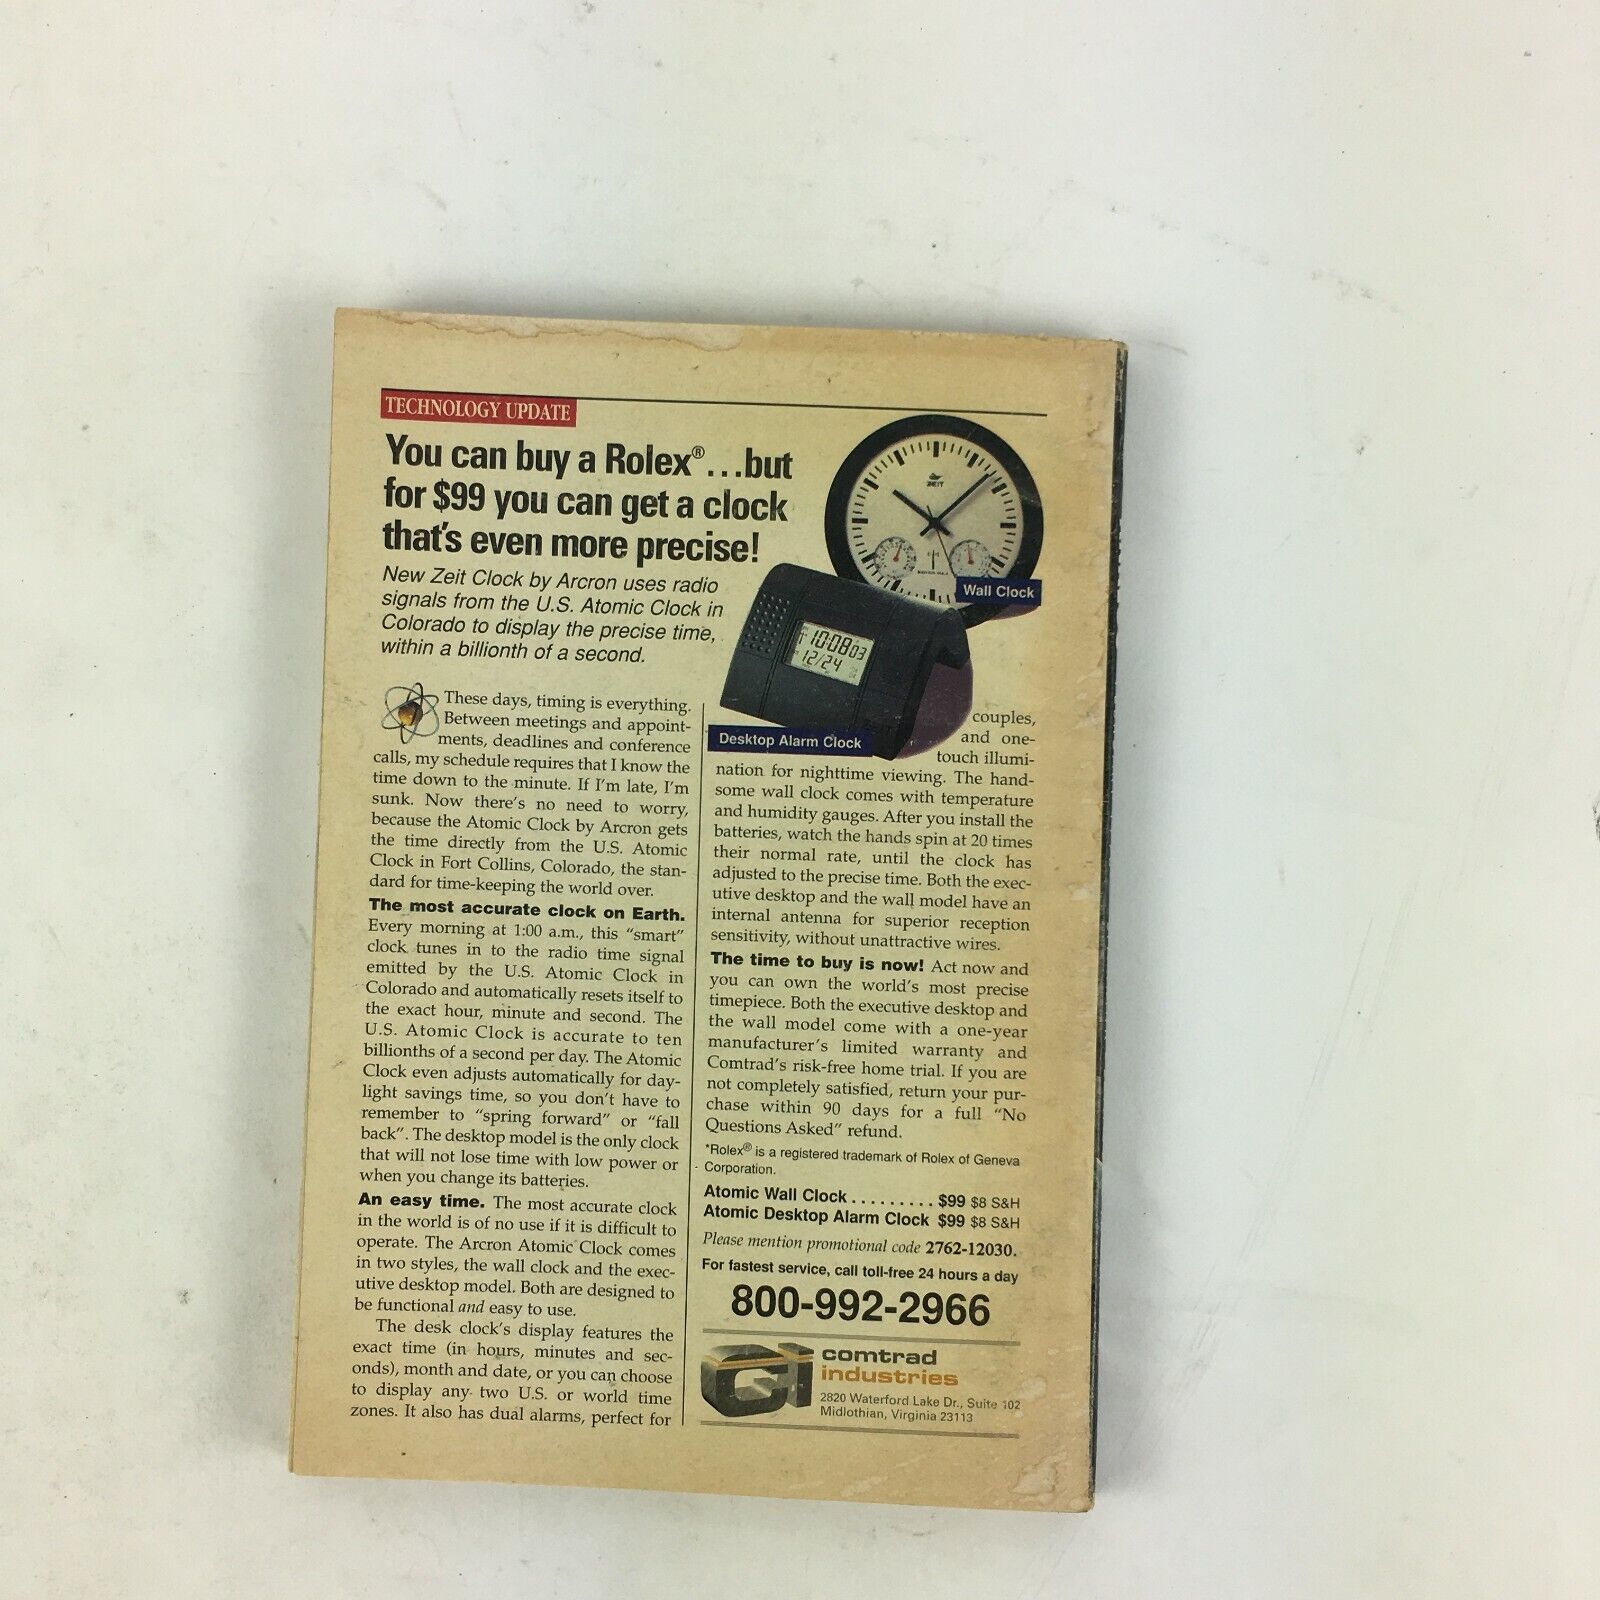 TECHNOLOGY UPDATE
You can buy a Rolex®...but
for $99 you can get a clock
that's even more precise!
New Zeit Clock by Arcron uses radio
signals from the U.S. Atomic Clock in
Colorado to display the precise time,
within a billionth of a second.
ZEIT
Wall Clock
10:08 03
12/24
Desktop Alarm Clock
These days, timing is everything.
Between meetings and appoint-
ments, deadlines and conference
calls, my schedule requires that I know the
time down to the minute. If I'm late, I'm
sunk. Now there's no need to worry,
because the Atomic Clock by Arcron gets
the time directly from the U.S. Atomic
Clock in Fort Collins, Colorado, the stan-
dard for time-keeping the world over.
The most accurate clock on Earth.
Every morning at 1:00 a.m., this "smart"
clock tunes in to the radio time signal
emitted by the U.S. Atomic Clock in
Colorado and automatically resets itself to
the exact hour, minute and second. The
U.S. Atomic Clock is accurate to ten
billionths of a second per day. The Atomic
Clock even adjusts automatically for day-
light savings time, so you don't have to
remember to "spring forward" or "fall
back". The desktop model is the only clock
that will not lose time with low power or
when you change its batteries.
An easy time. The most accurate clock
in the world is of no use if it is difficult to
operate. The Arcron Atomic Clock comes
in two styles, the wall clock and the exec-
utive desktop model. Both are designed to
be functional and easy to use.
The desk clock's display features the
exact time (in hours, minutes and sec-
onds), month and date, or you can choose
to display any two U.S. or world time
zones. It also has dual alarms, perfect for
couples,
and one-
touch illumi-
nation for nighttime viewing. The hand-
some wall clock comes with temperature
and humidity gauges. After you install the
batteries, watch the hands spin at 20 times
their normal rate, until the clock has
adjusted to the precise time. Both the exec-
utive desktop and the wall model have an
internal antenna for superior reception
sensitivity, without unattractive wires.
The time to buy is now! Act now and
you can own the world's most precise
timepiece. Both the executive desktop and
the wall model come with a one-year
manufacturer's limited warranty and
Comtrad's risk-free home trial. If you are
not completely satisfied, return your pur-
chase within 90 days for a full "No
Questions Asked" refund.
*Rolex® is a registered trademark of Rolex of Geneva
Corporation.
Atomic Wall Clock ......... $99 $8 S&H
Atomic Desktop Alarm Clock $99 $8 S&H
Please mention promotional code 2762-12030.
For fastest service, call toll-free 24 hours a day
800-992-2966
comtrad
industries
2820 Waterford Lake Dr., Suite 102
Midlothian, Virginia 23113